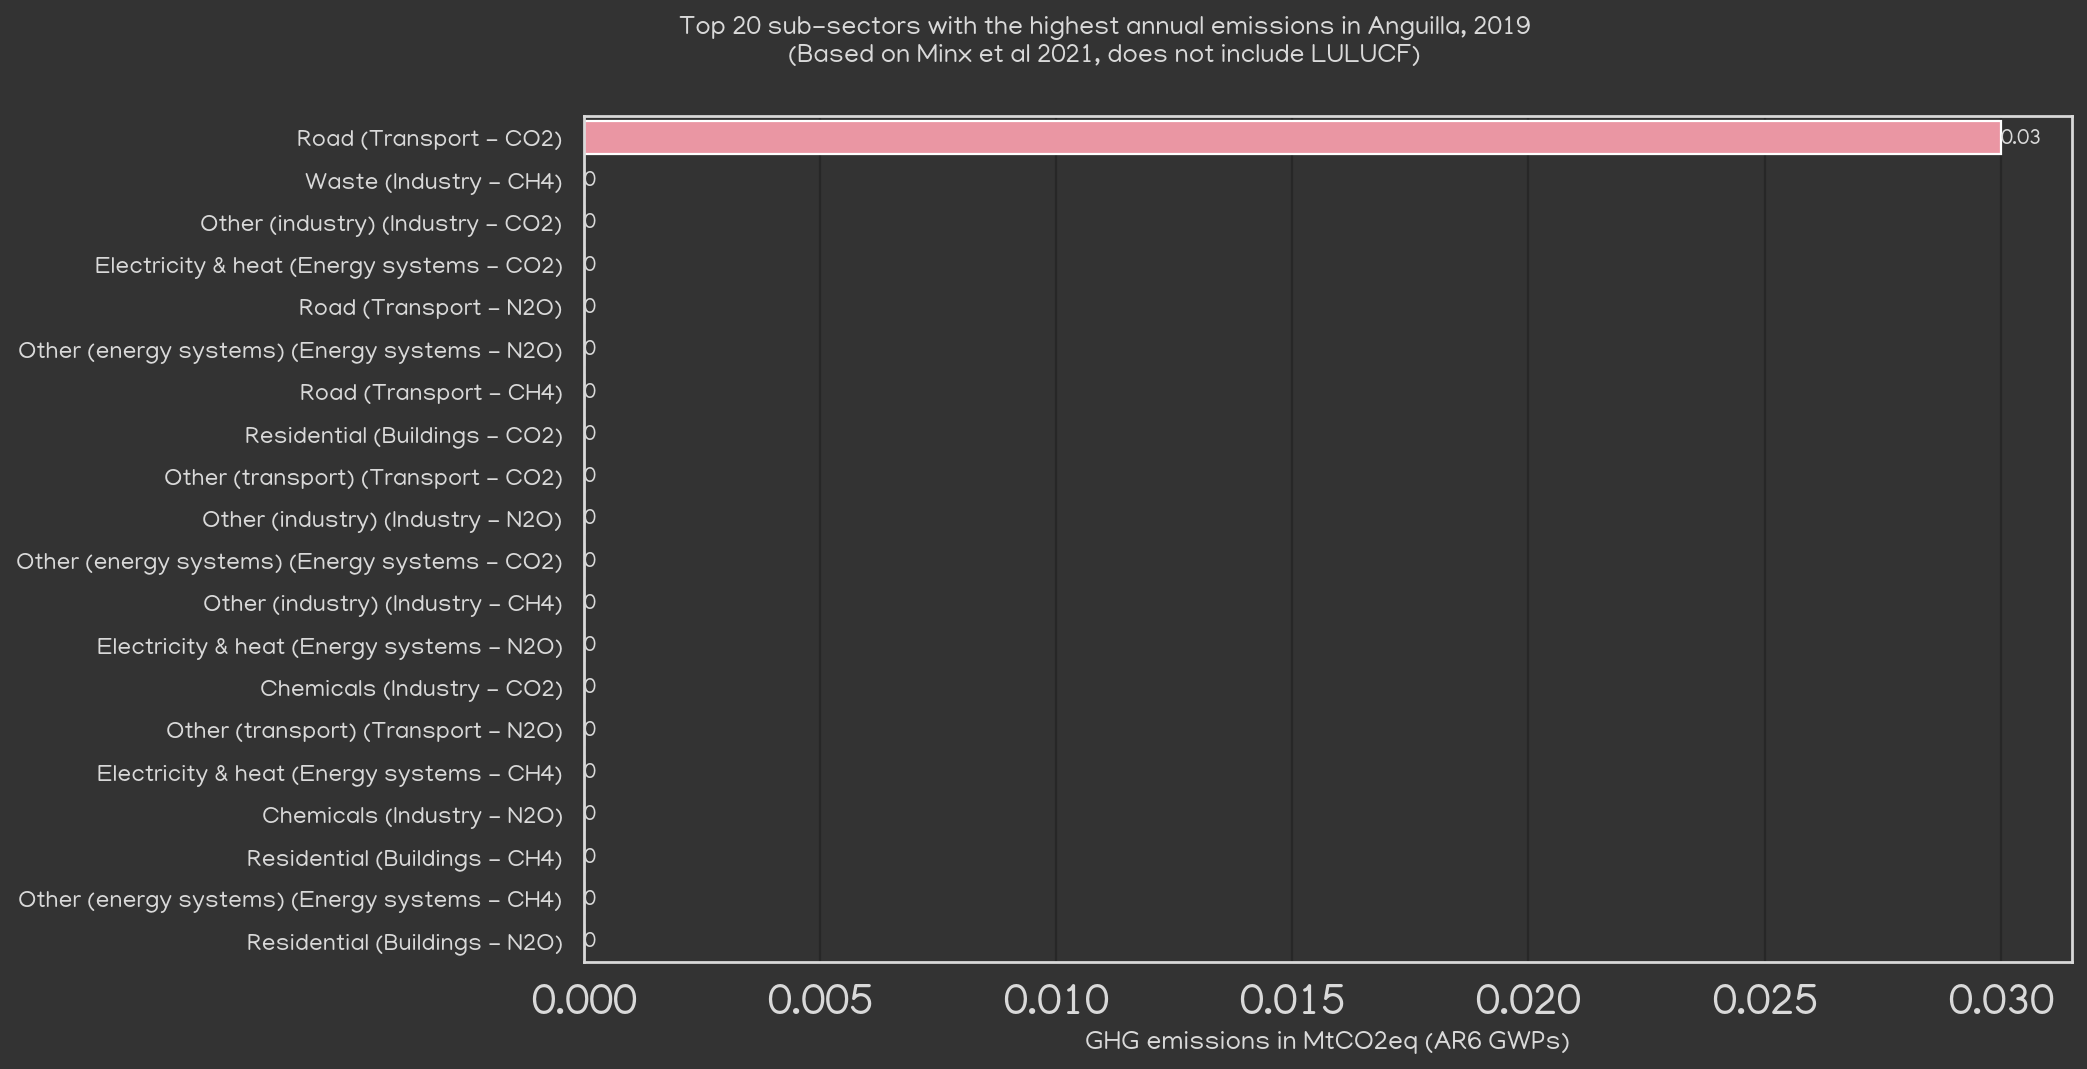 Top 20 sub-sectors with the highest annual emissions in Anguilla, 2019
(Based on Minx et al 2021, does not include LULUCF)
Road (Transport - CO2) 0.03
Waste (Industry - CH4) 0
Other (industry) (Industry - CO2) 0
Electricity & heat (Energy systems - CO2) 0
Road (Transport - N2O) 0
Other (energy systems) (Energy systems - N2O) 0
Road (Transport - CH4) 0
Residential (Buildings - CO2) 0
Other (transport) (Transport - CO2) 0
Other (industry) (Industry - N2O) 0
Other (energy systems) (Energy systems - CO2) 0
Other (industry) (Industry - CH4) 0
Electricity & heat (Energy systems - N2O) 0
Chemicals (Industry - CO2) 0
Other (transport) (Transport - N2O) 0
Electricity & heat (Energy systems - CH4) 0
Chemicals (Industry - N2O) 0
Residential (Buildings - CH4) 0
Other (energy systems) (Energy systems - CH4) 0
Residential (Buildings - N2O) 0
0.000 0.005 0.010 0.015 0.020 0.025 0.030
GHG emissions in MtCO2eq (AR6 GWPs)